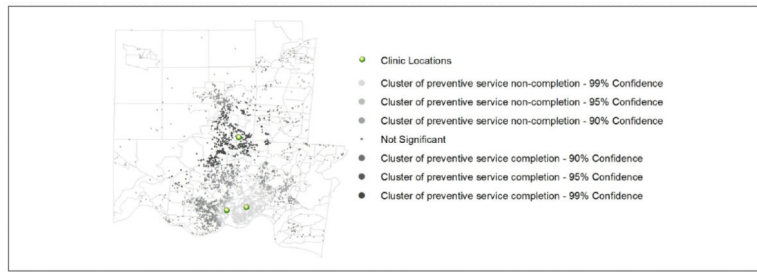 Clinic Locations
Cluster of preventive service non-completion - 99% Confidence
Cluster of preventive service non-completion - 95% Confidence
Cluster of preventive service non-completion - 90% Confidence
Not Significant
Cluster of preventive service completion - 90% Confidence
Cluster of preventive service completion - 95% Confidence
Cluster of preventive service completion - 99% Confidence